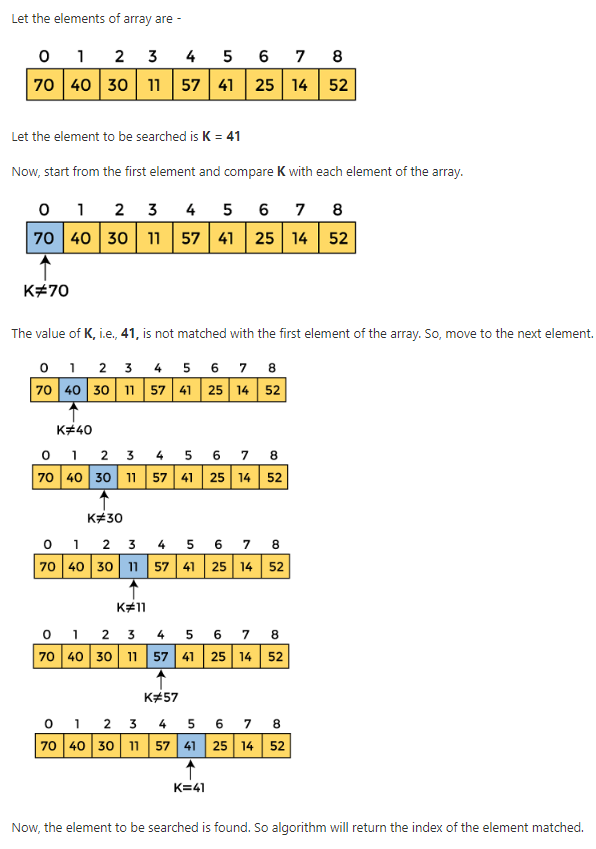 Let the elements of array are -
0 1 2 3 4 5 6 7 8
70 40 30 11 57 41 25 14 52
Let the element to be searched is K = 41
Now, start from the first element and compare K with each element of the array.
0 1 2 3 4 5 6 7 8
70 40 30 11 57 41 25 14 52
K≠70
The value of K, i.e., 41, is not matched with the first element of the array. So, move to the next element.
0 1 2 3 4 5 6 7 8
70 40 30 11 57 41 25 14 52
K≠40
0 1 2 3 4 5 6 7 8
70 40 30 11 57 41 25 14 52
K≠30
0 1 2 3 4 5 6 7 8
70 40 30 11 57 41 25 14 52
K≠11
0 1 2 3 4 5 6 7 8
70 40 30 11 57 41 25 14 52
K≠57
0 1 2 3 4 5 6 7 8
70 40 30 11 57 41 25 14 52
K=41
Now, the element to be searched is found. So algorithm will return the index of the element matched.